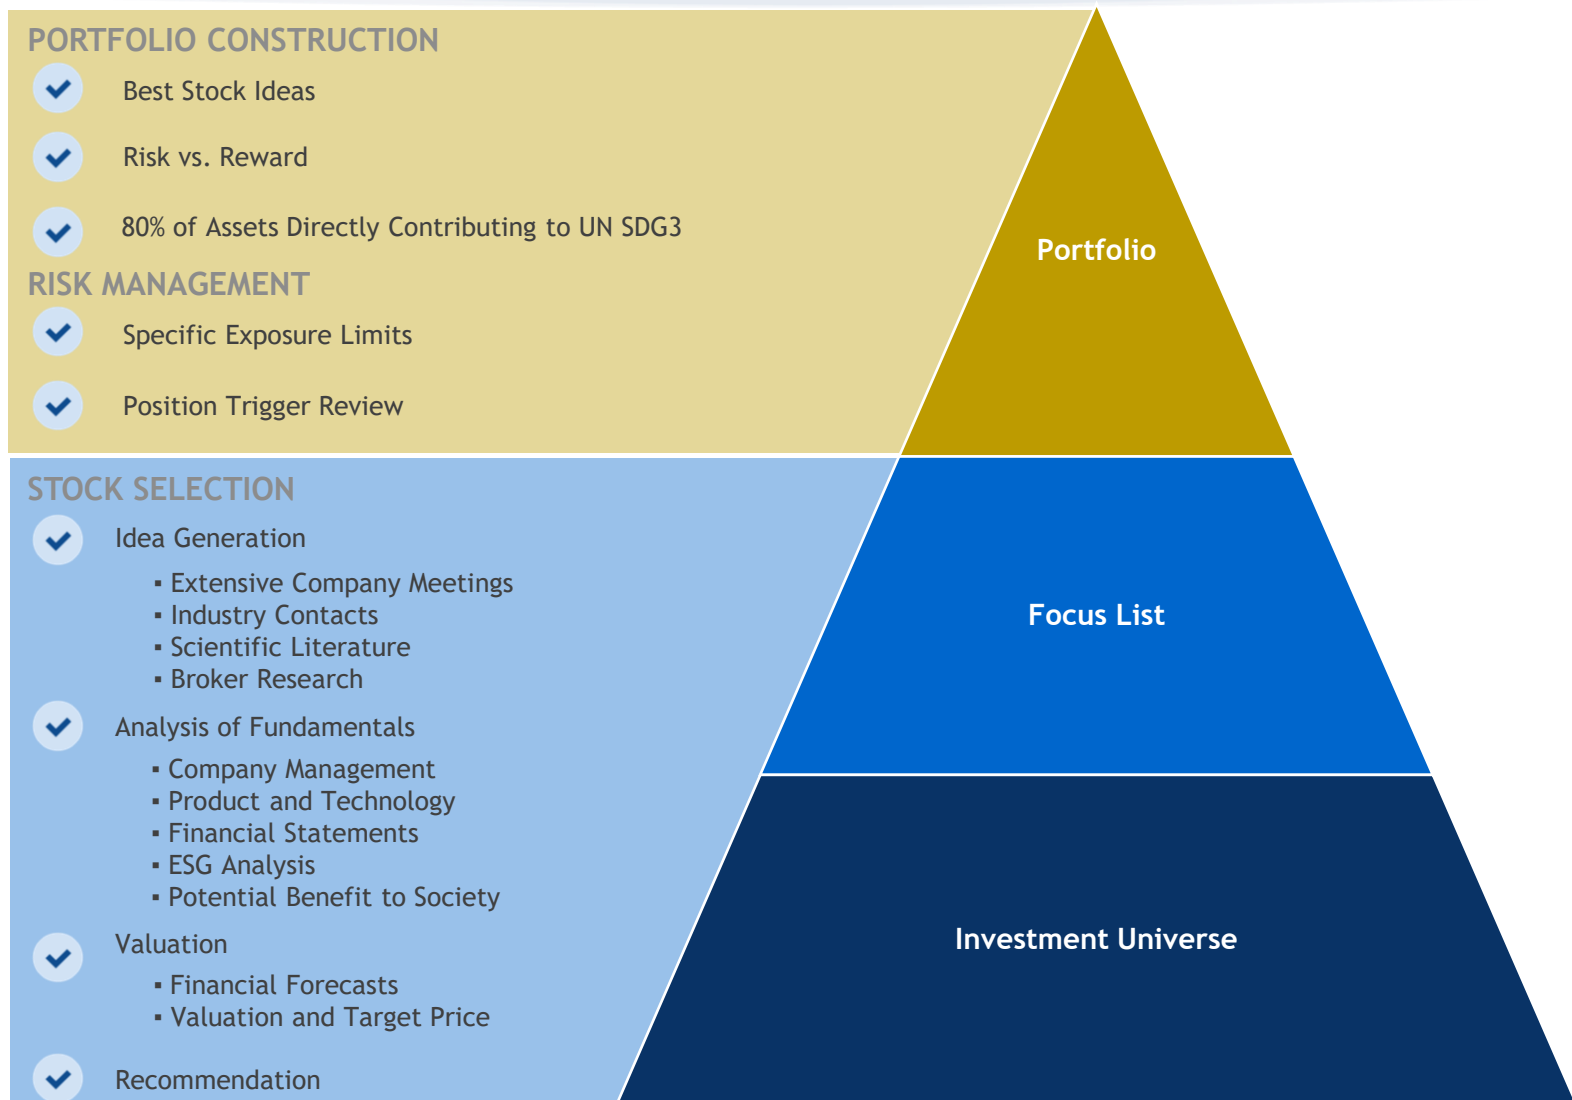 PORTFOLIO CONSTRUCTION
Best Stock Ideas
Risk vs. Reward
80% of Assets Directly Contributing to UN SDG3
RISK MANAGEMENT
Specific Exposure Limits
Position Trigger Review
STOCK SELECTION
Idea Generation
▪ Extensive Company Meetings
▪ Industry Contacts
▪ Scientific Literature
▪ Broker Research
Analysis of Fundamentals
▪ Company Management
▪ Product and Technology
▪ Financial Statements
▪ ESG Analysis
▪ Potential Benefit to Society
Valuation
▪ Financial Forecasts
▪ Valuation and Target Price
Recommendation
Portfolio
Focus List
Investment Universe